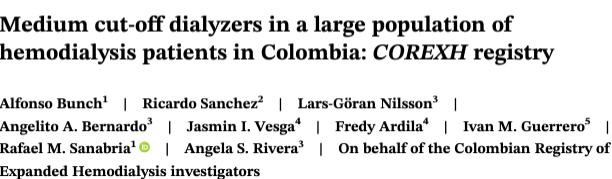 Medium cut-off dialyzers in a large population of
hemodialysis patients in Colombia: COREXH registry
Alfonso Bunch¹ | Ricardo Sanchez² | Lars-Göran Nilsson³ |
Angelito A. Bernardo³ | Jasmin I. Vesga⁴ | Fredy Ardila⁴ | Ivan M. Guerrero⁵ |
Rafael M. Sanabria¹ iD | Angela S. Rivera³ | On behalf of the Colombian Registry of
Expanded Hemodialysis investigators